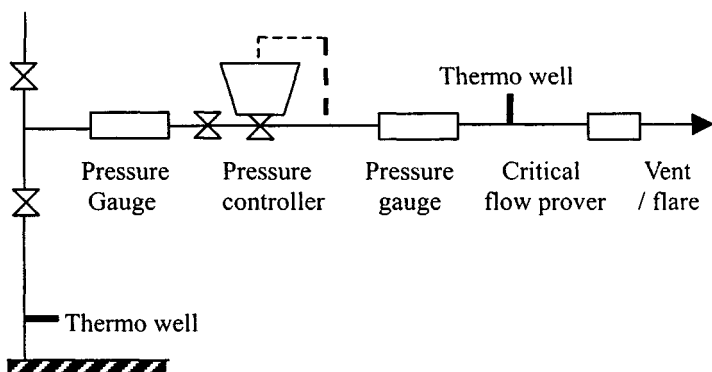 Thermo well
Pressure
Gauge
Pressure
controller
Pressure
gauge
Critical
flow prover
Vent
/ flare
Thermo well